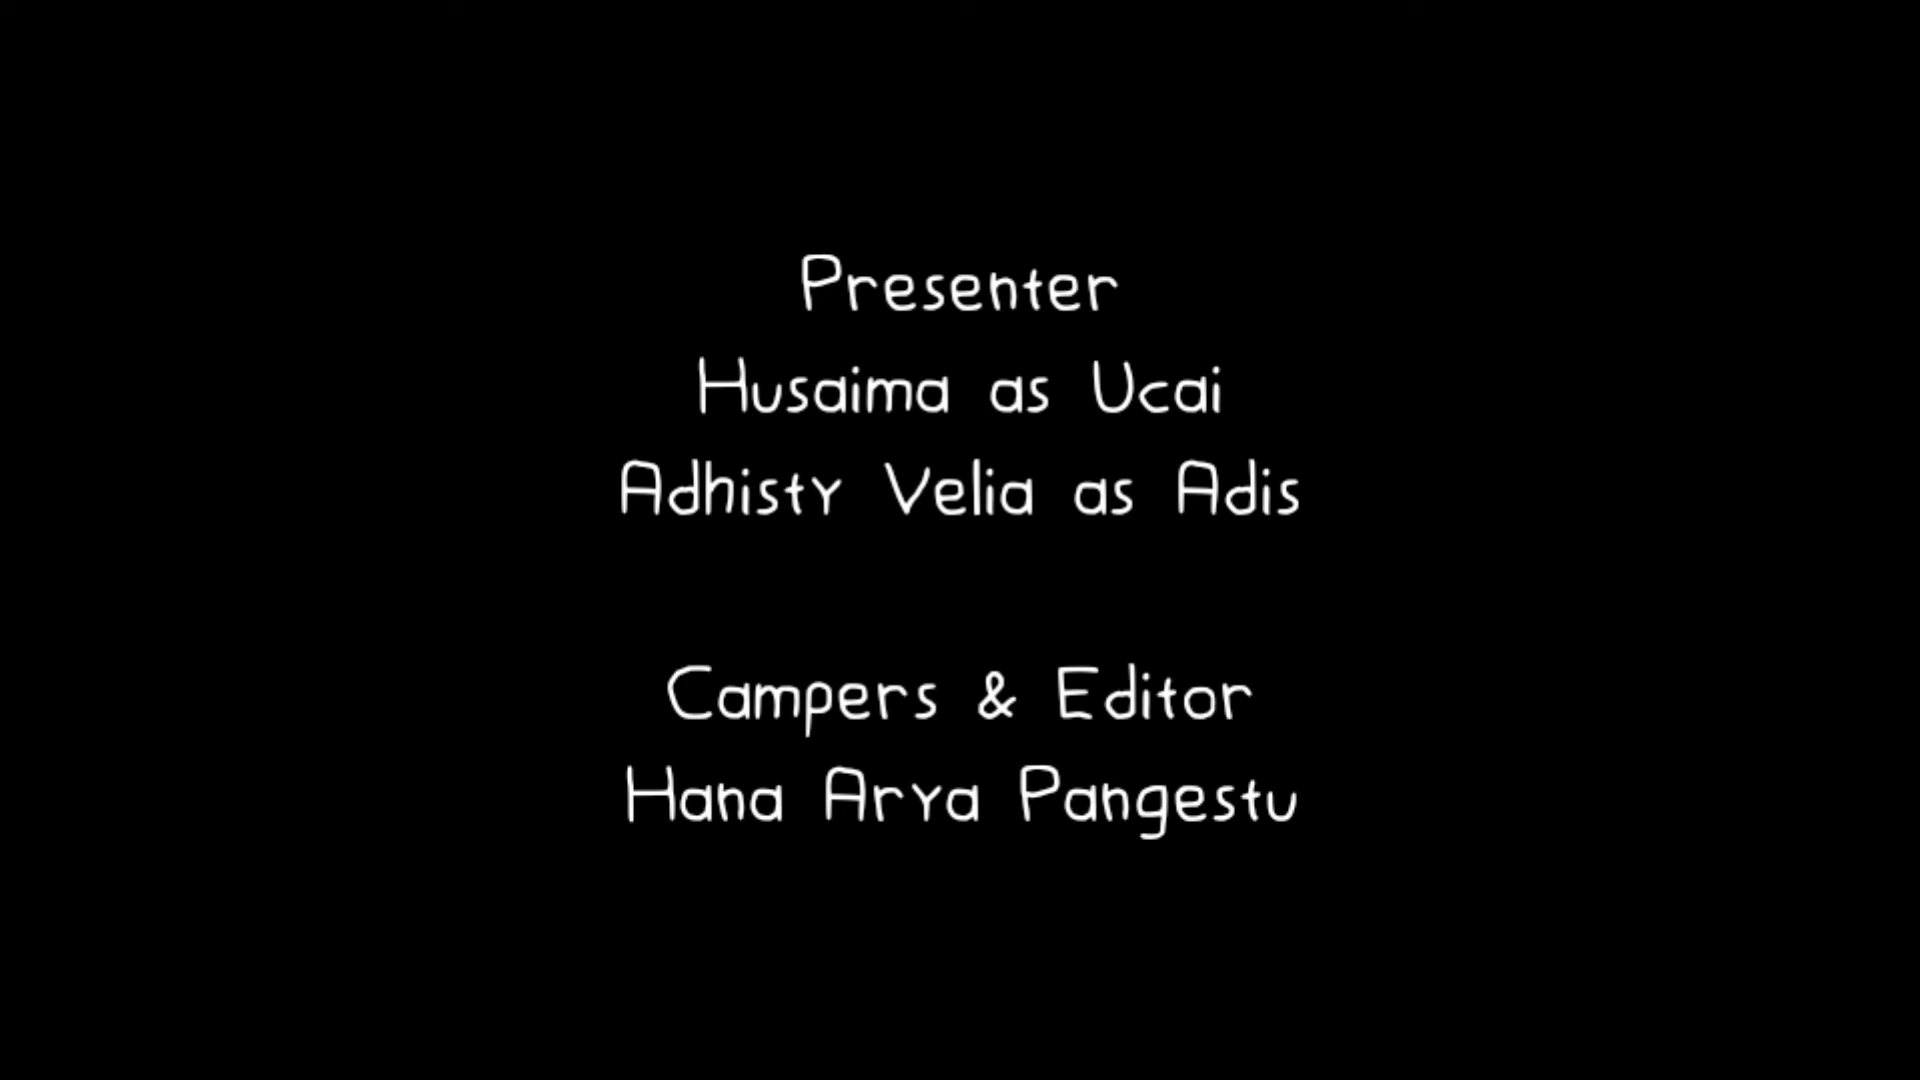 Presenter
Husaima as Ucai
Adhisty Velia as Adis
Campers & Editor
Hana Arya Pangestu